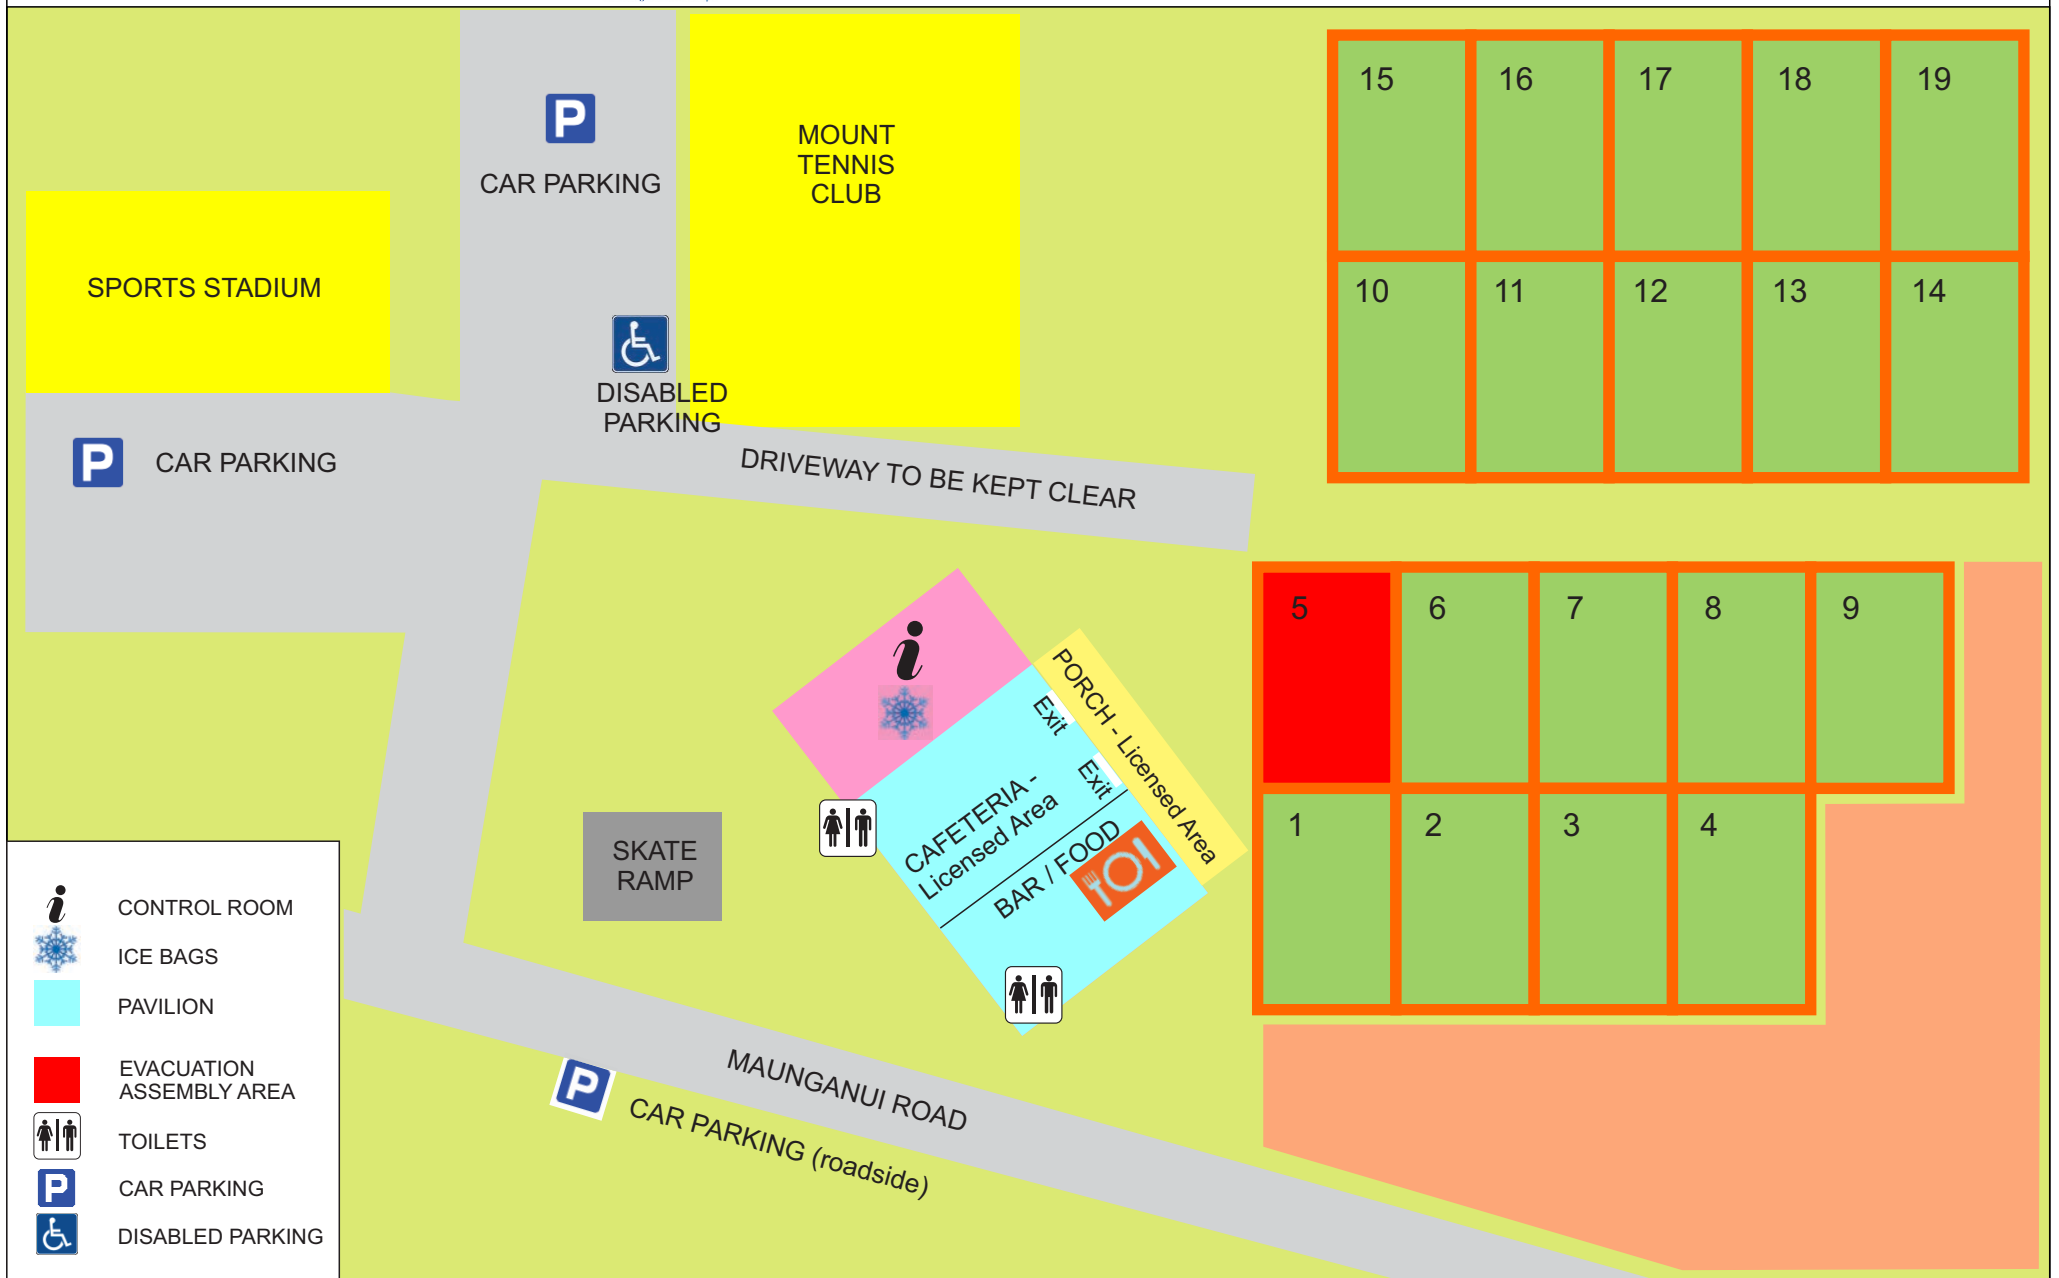 15 16 17 18 19
P
CAR PARKING
MOUNT
TENNIS
CLUB
SPORTS STADIUM
10 11 12 13 14
DISABLED
PARKING
P
CAR PARKING
DRIVEWAY TO BE KEPT CLEAR
5 6 7 8 9
i
PORCH - Licensed Area
Exit
Exit
CAFETERIA -
Licensed Area
BAR / FOOD
1 2 3 4
SKATE
RAMP
MAUNGANUI ROAD
P
CAR PARKING (roadside)
i
CONTROL ROOM
ICE BAGS
PAVILION
EVACUATION
ASSEMBLY AREA
TOILETS
P
CAR PARKING
DISABLED PARKING